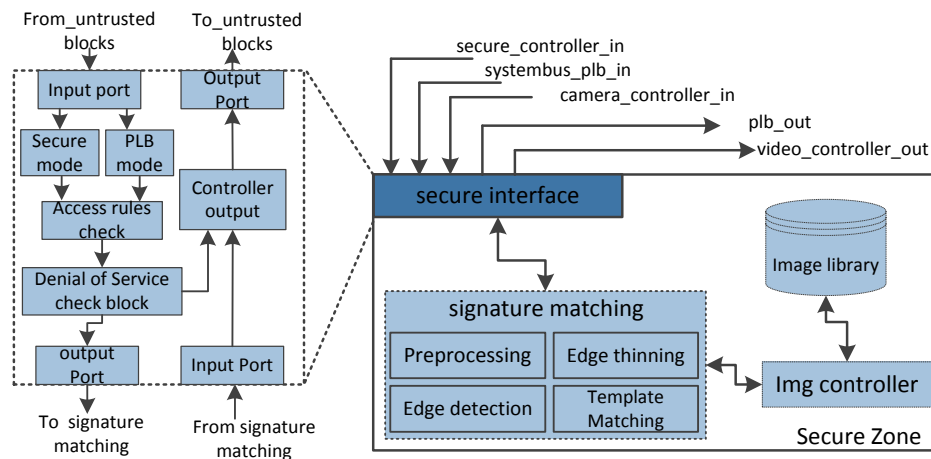 From_untrusted
blocks
To_untrusted
blocks
Input port
Output
Port
Secure
mode
PLB
mode
Controller
output
Access rules
check
Denial of Service
check block
output
Port
Input Port
To  signature
matching
From signature
matching
secure_controller_in
systembus_plb_in
camera_controller_in
plb_out
video_controller_out
secure interface
Image library
signature matching
Preprocessing
Edge thinning
Edge detection
Template
Matching
Img controller
Secure Zone